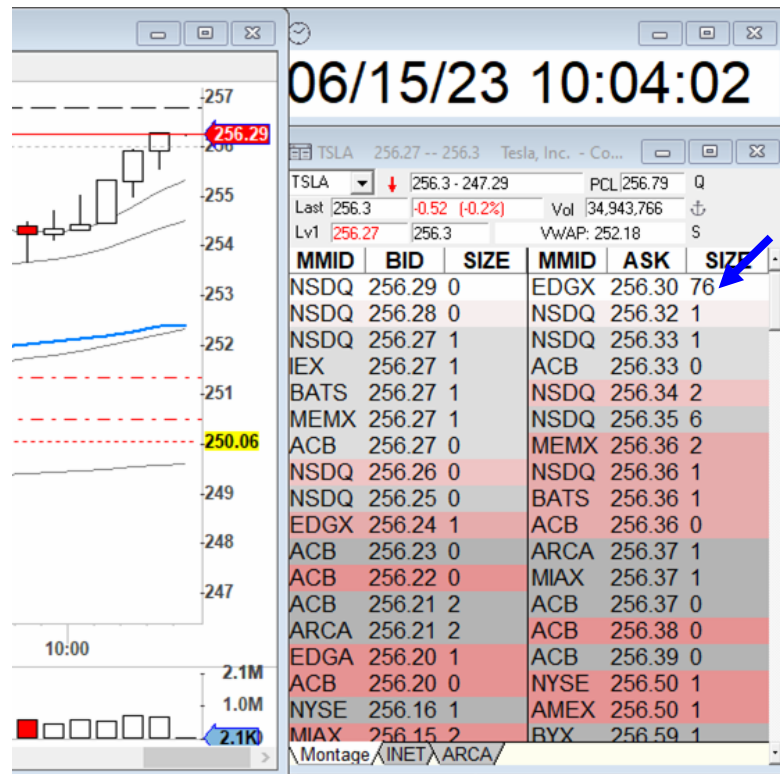 06/15/23 10:04:02
257
256.29
255
254
253
252
251
250.06
249
248
247
10:00
2.1M
1.0M
2.1K
TSLA 256.27 -- 256.3 Tesla, Inc. - Co...
TSLA 256.3 - 247.29 PCL 256.79 Q
Last 256.3 -0.52 (-0.2%) Vol 34,943,766
Lv1 256.27 256.3 VWAP: 252.18 S
MMID BID SIZE MMID ASK SIZE
NSDQ 256.29 0 EDGX 256.30 76
NSDQ 256.28 0 NSDQ 256.32 1
NSDQ 256.27 1 NSDQ 256.33 1
IEX 256.27 1 ACB 256.33 0
BATS 256.27 1 NSDQ 256.34 2
MEMX 256.27 1 NSDQ 256.35 6
ACB 256.27 0 MEMX 256.36 2
NSDQ 256.26 0 NSDQ 256.36 1
NSDQ 256.25 0 BATS 256.36 1
EDGX 256.24 1 ACB 256.36 0
ACB 256.23 0 ARCA 256.37 1
ACB 256.22 0 MIAX 256.37 1
ACB 256.21 2 ACB 256.37 0
ARCA 256.21 2 ACB 256.38 0
EDGA 256.20 1 ACB 256.39 0
ACB 256.20 0 NYSE 256.50 1
NYSE 256.16 1 AMEX 256.50 1
MIAX 256.15 2 BYX 256.59 1
Montage INET ARCA